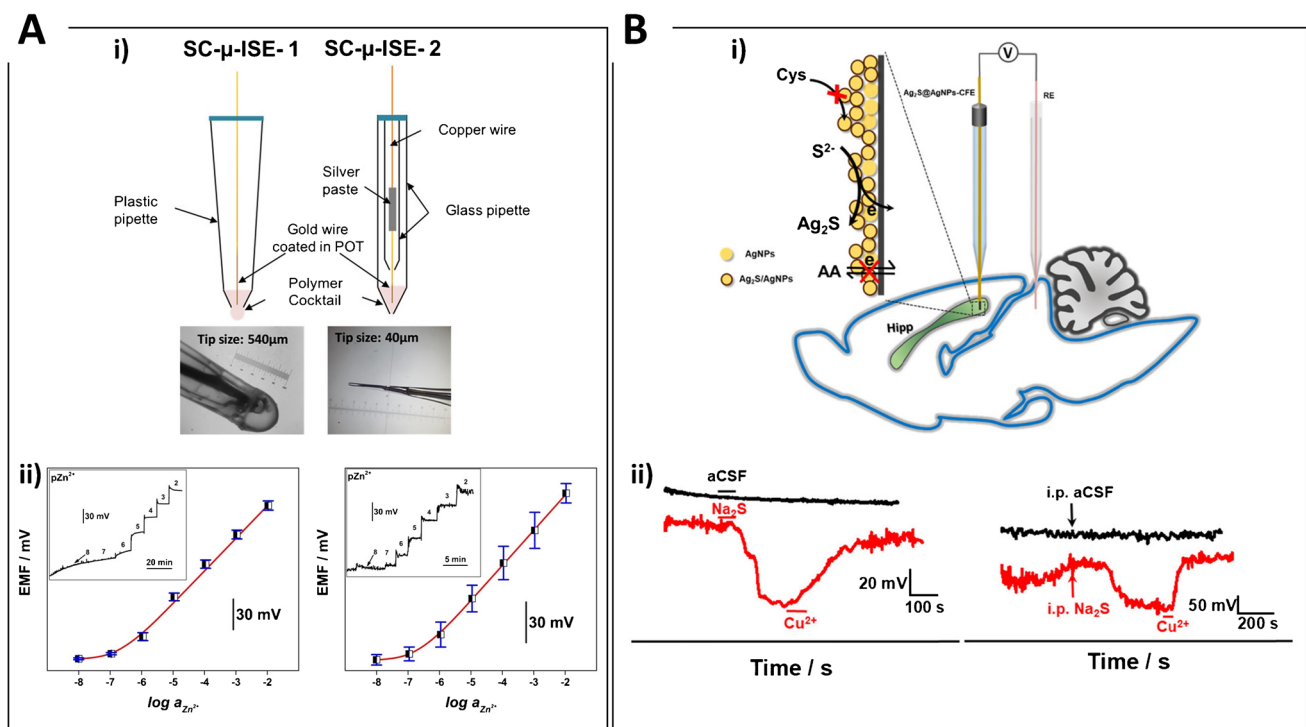 A
i)
SC-μ-ISE- 1
SC-μ-ISE- 2
Copper wire
Silver
paste
Plastic
pipette
Glass pipette
Gold wire
coated in POT
Polymer
Cocktail
Tip size: 540μm
Tip size: 40μm
ii)
pZn²⁺
30 mV
8
7
6
5
4
3
2
20 min
EMF / mV
30 mV
-8 -7 -6 -5 -4 -3 -2
log a Zn²⁺
pZn²⁺
30 mV
8
7
6
5
4
3
2
5 min
EMF / mV
30 mV
-8 -7 -6 -5 -4 -3 -2
log a Zn²⁺
B
i)
V
Cys
Ag₂S@AgNPs-CFE
RE
S²⁻
e
Ag₂S
AgNPs
e
AA
Ag₂S/AgNPs
Hipp
ii)
aCSF
Na₂S
Cu²⁺
20 mV
100 s
Time / s
i.p. aCSF
i.p. Na₂S
Cu²⁺
50 mV
200 s
Time / s